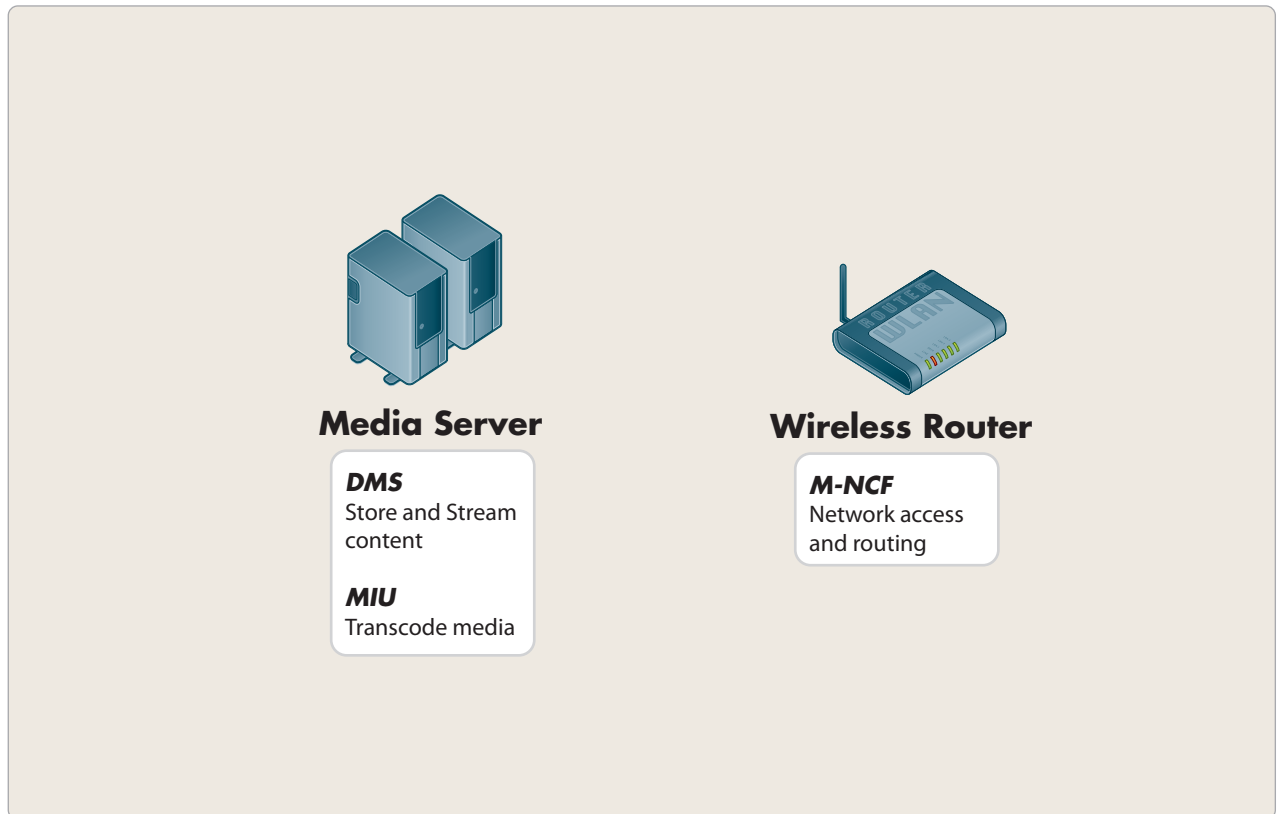 ROUTER
WLAN
Media Server
DMS
Store and Stream
content
MIU
Transcode media
Wireless Router
M-NCF
Network access
and routing